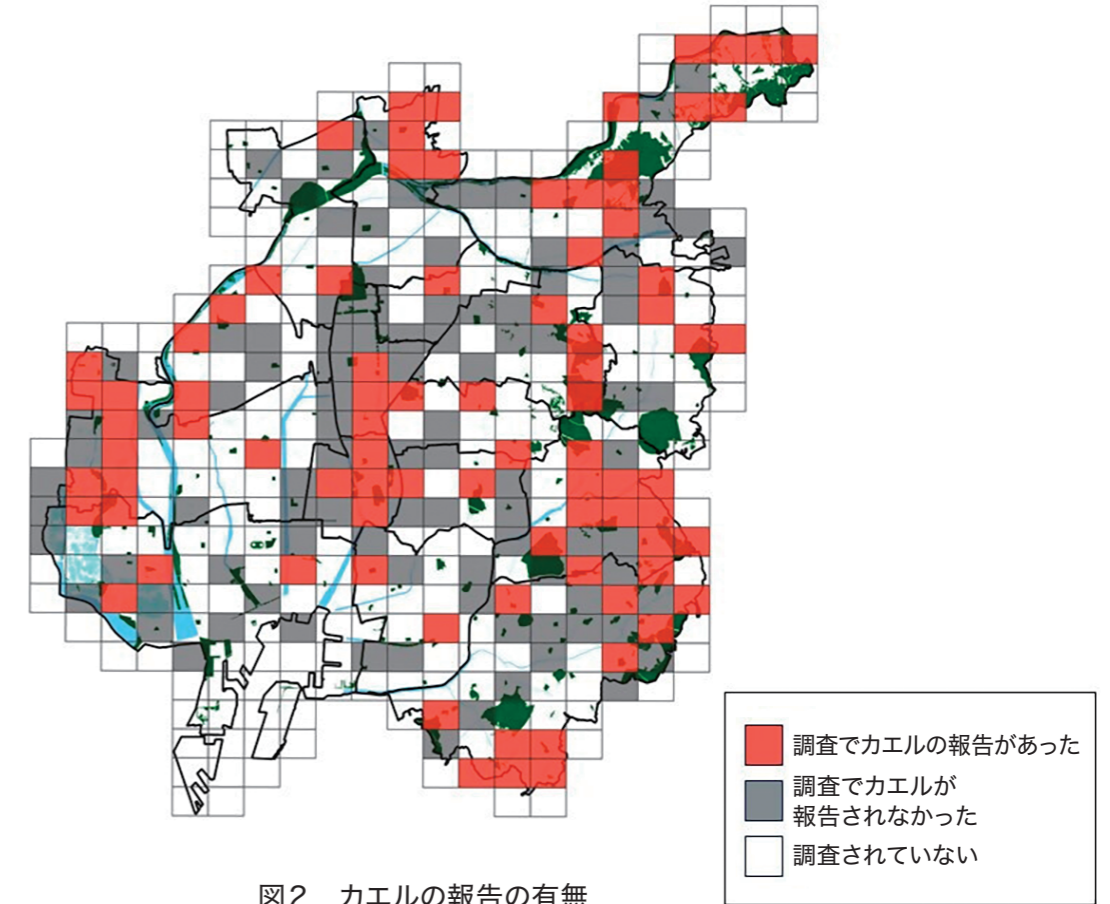 調査でカエルの報告があった
調査でカエルが
報告されなかった
調査されていない
図2 カエルの報告の有無